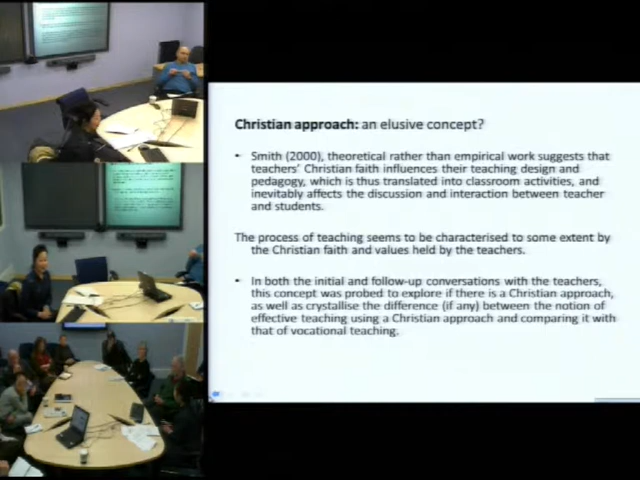 Christian approach: an elusive concept?
• Smith (2000), theoretical rather than empirical work suggests that
teachers' Christian faith influences their teaching design and
pedagogy, which is thus translated into classroom activities, and
inevitably affects the discussion and interaction between teacher
and students.
The process of teaching seems to be characterised to some extent by
the Christian faith and values held by the teachers.
• In both the initial and follow-up conversations with the teachers,
this concept was probed to explore if there is a Christian approach,
as well as crystallise the difference (if any) between the notion of
effective teaching using a Christian approach and comparing it with
that of vocational teaching.